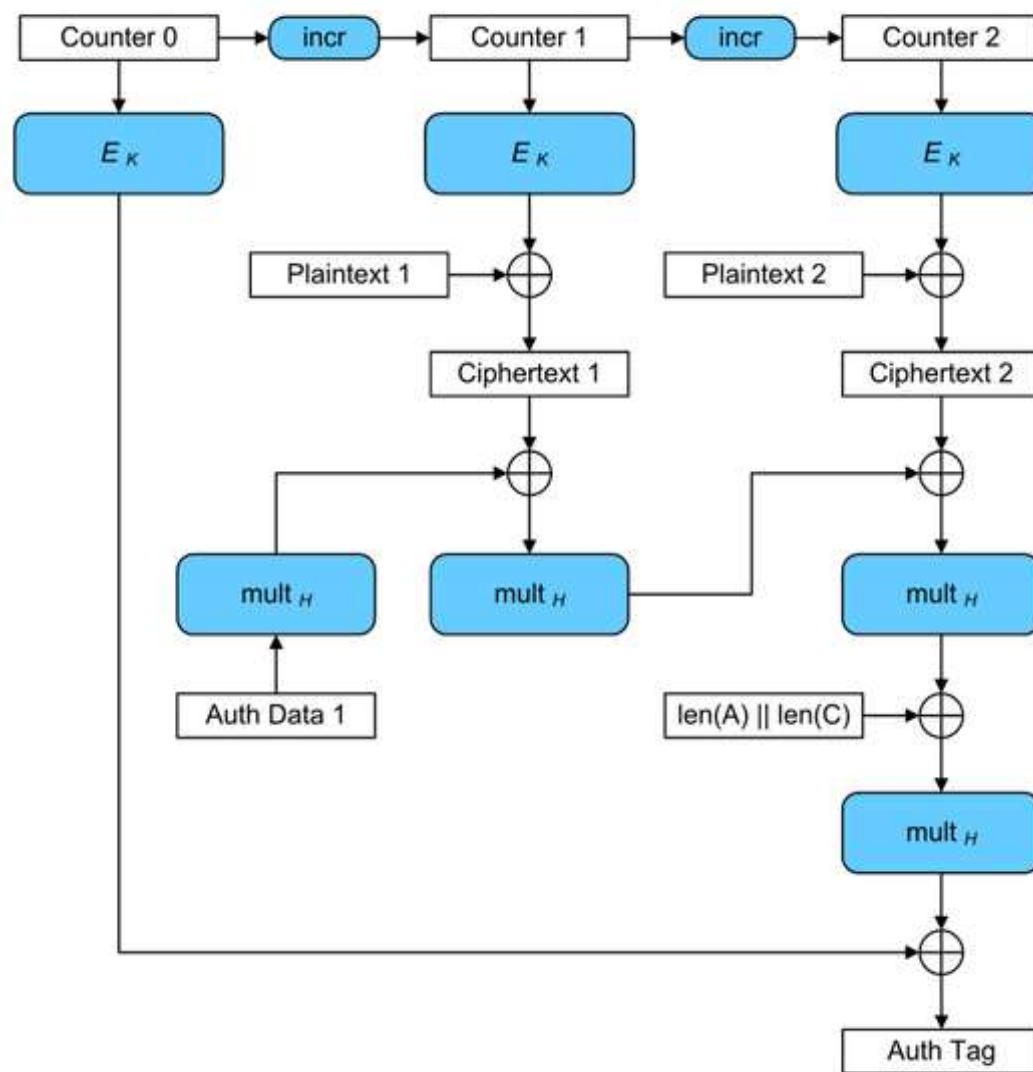 Counter 0
incr
Counter 1
incr
Counter 2
E K
E K
E K
Plaintext 1
Plaintext 2
Ciphertext 1
Ciphertext 2
mult H
mult H
mult H
Auth Data 1
len(A) || len(C)
mult H
Auth Tag